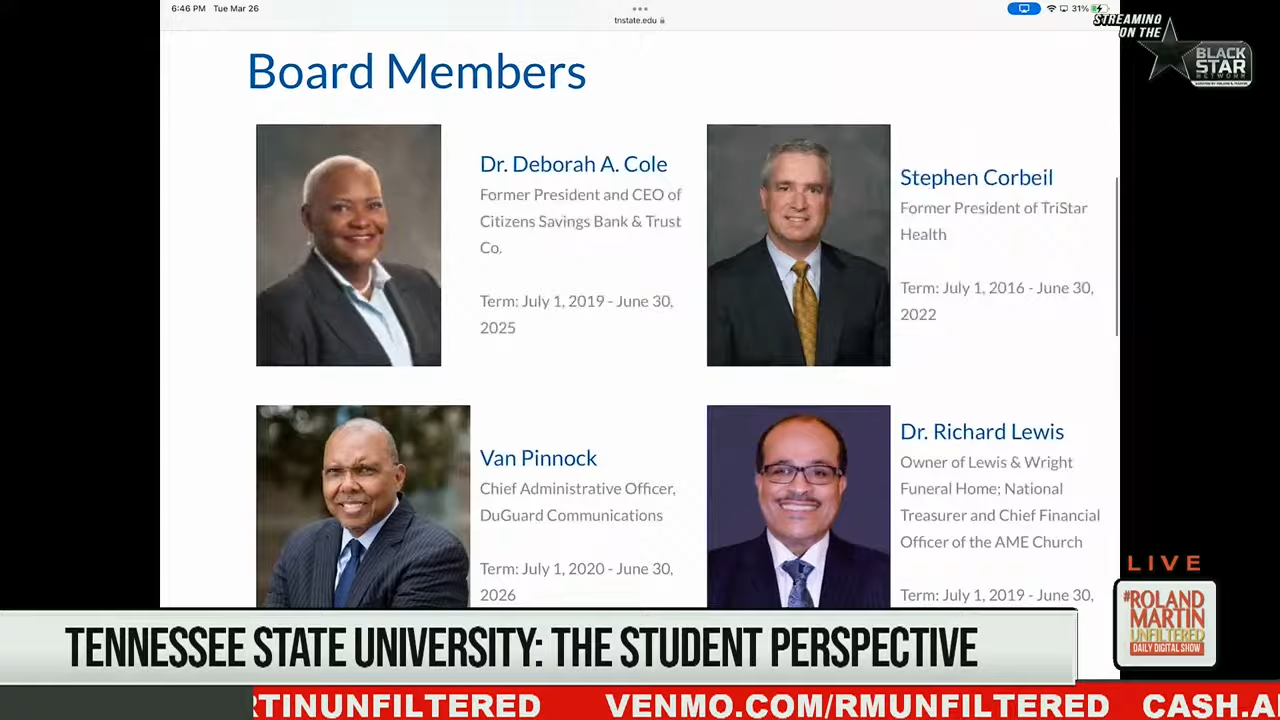 6:46 PM Tue Mar 26
tnstate.edu
31%
STREAMING
ON THE
BLACK
STAR
NETWORK
Board Members
Dr. Deborah A. Cole
Former President and CEO of
Citizens Savings Bank & Trust
Co.
Term: July 1, 2019 - June 30,
2025
Stephen Corbeil
Former President of TriStar
Health
Term: July 1, 2016 - June 30,
2022
Van Pinnock
Chief Administrative Officer,
DuGuard Communications
Term: July 1, 2020 - June 30,
2026
Dr. Richard Lewis
Owner of Lewis & Wright
Funeral Home; National
Treasurer and Chief Financial
Officer of the AME Church
Term: July 1, 2019 - June 30,
LIVE
#ROLAND
MARTIN
UNFILTERED
DAILY DIGITAL SHOW
TENNESSEE STATE UNIVERSITY: THE STUDENT PERSPECTIVE
RTINUNFILTERED VENMO.COM/RMUNFILTERED CASH.A